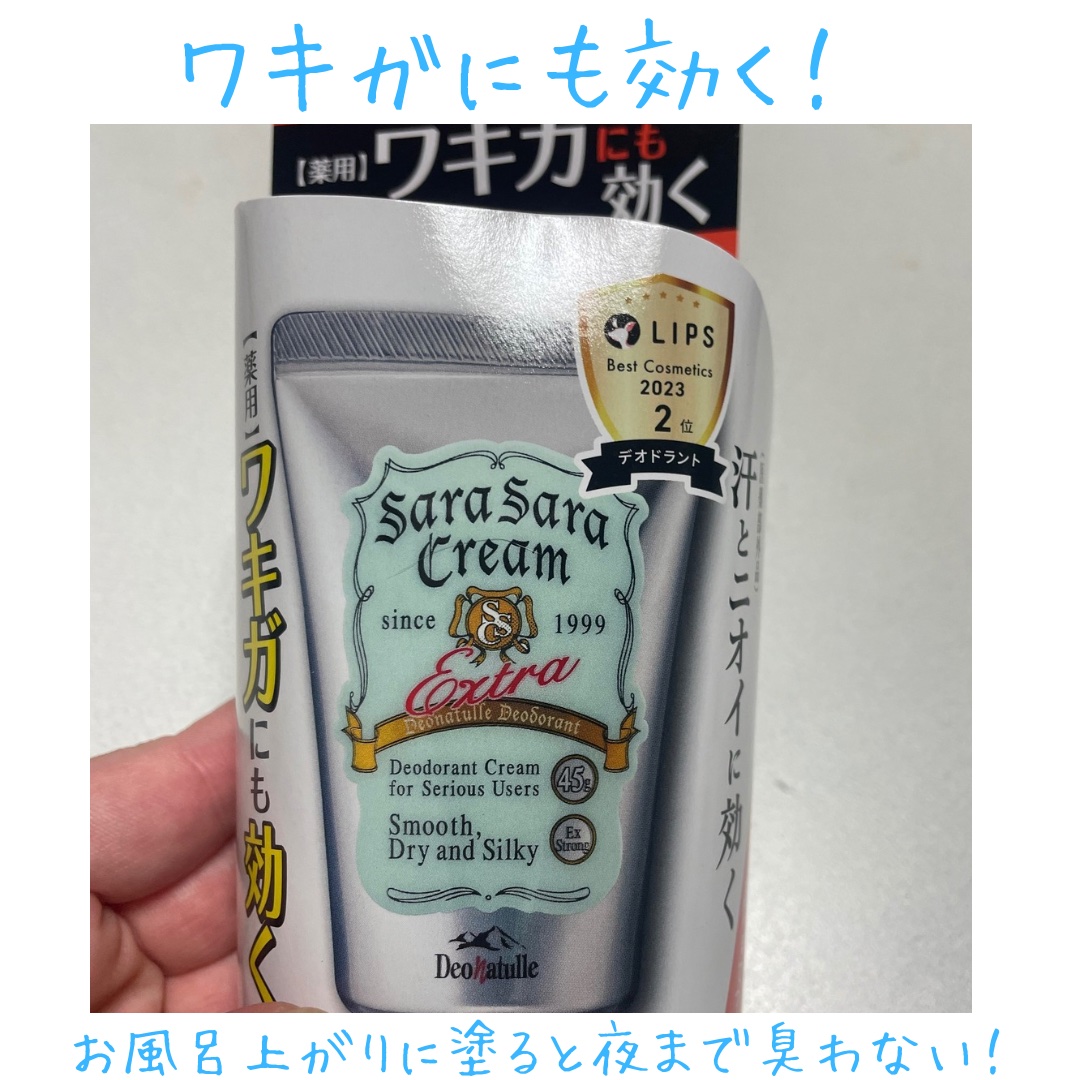 ワキガにも効く!
【薬用】ワキガにも効く
LIPS
Best Cosmetics
2023
2位
デオドラント
【薬用】ワキガにも効く
汗とニオイに効く
Sara Sara
Cream
since 1999
SC
Extra
Deonatulle Deodorant
Deodorant Cream
for Serious Users
45g
Smooth,
Dry and Silky
Ex
Strong
Deonatulle
お風呂上がりに塗ると夜まで臭わない!